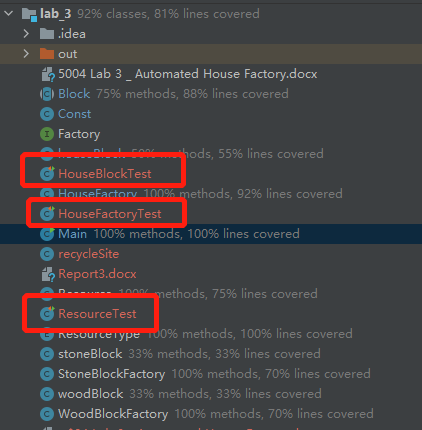 lab_3 92% classes, 81% lines covered
.idea
out
5004 Lab 3 _ Automated House Factory.docx
Block 75% methods, 88% lines covered
Const
Factory
houseBlock 50% methods, 55% lines covered
HouseBlockTest
HouseFactory 100% methods, 92% lines covered
HouseFactoryTest
Main 100% methods, 100% lines covered
recycleSite
Report3.docx
Resource 100% methods, 75% lines covered
ResourceTest
ResourceType 100% methods, 100% lines covered
stoneBlock 33% methods, 33% lines covered
StoneBlockFactory 100% methods, 70% lines covered
woodBlock 33% methods, 33% lines covered
WoodBlockFactory 100% methods, 70% lines covered